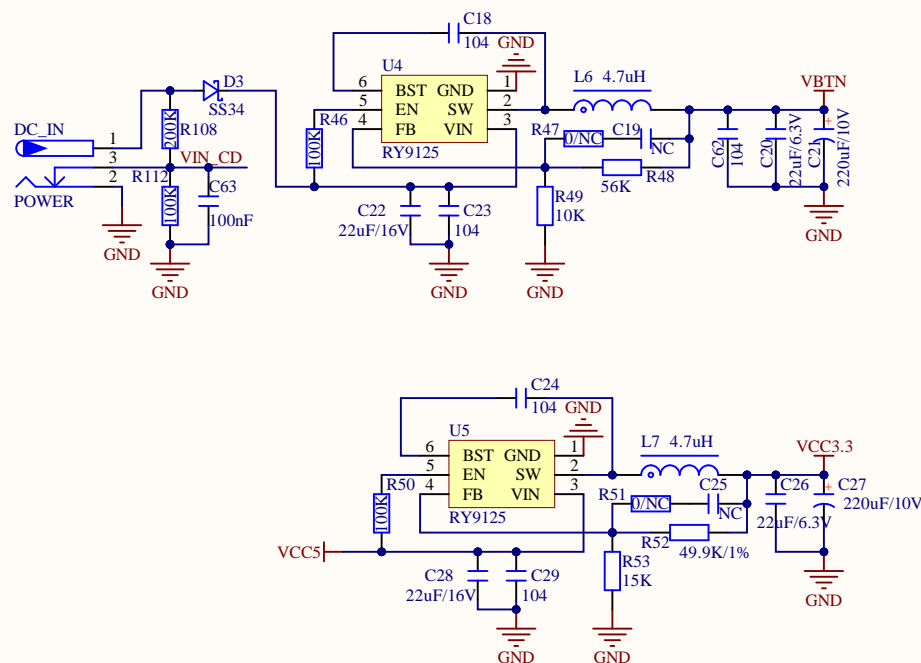 C18
104
GND
U4
6 BST GND 1
5 EN SW 2
4 FB VIN 3
RY9125
R46
100K
D3
SS34
DC_IN
1
3
2
POWER
200K
R108
VIN_CD
R112
100K
C63
100nF
GND
GND
C22
22uF/16V
C23
104
GND
L6 4.7uH
R47
0/NC
C19
NC
56K
R48
R49
10K
GND
VBTN
C62
104
C20
22uF/6.3V
C21
+
220uF/10V
GND
C24
104
GND
U5
6 BST GND 1
5 EN SW 2
4 FB VIN 3
RY9125
R50
100K
VCC5
C28
22uF/16V
C29
104
GND
L7 4.7uH
R51
0/NC
C25
NC
R52
49.9K/1%
R53
15K
GND
VCC3.3
C26
22uF/6.3V
+
C27
220uF/10V
GND